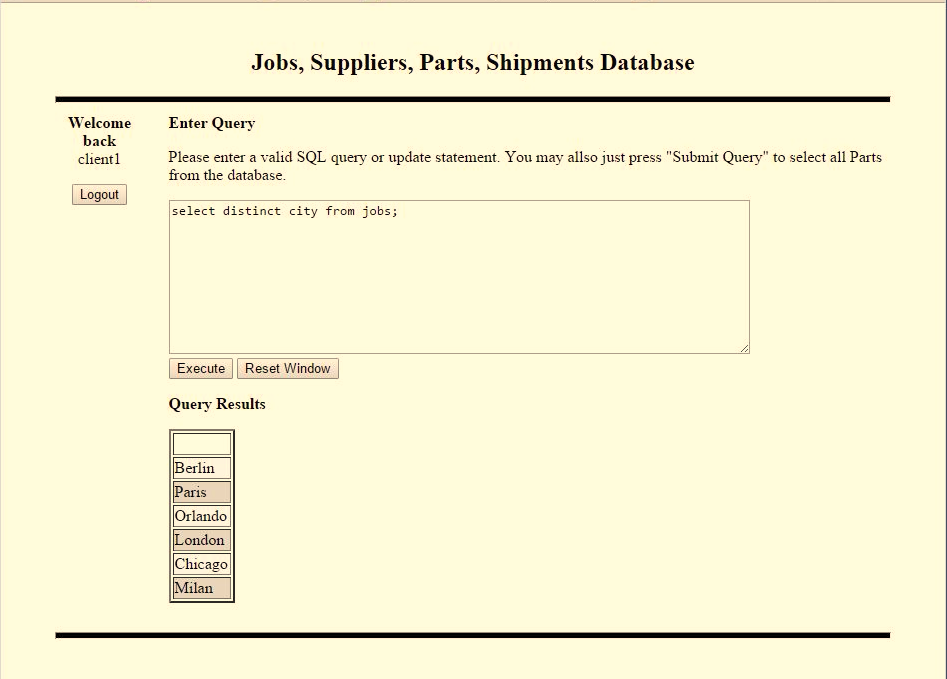 Jobs, Suppliers, Parts, Shipments Database
Welcome
back
client1
Logout
Enter Query
Please enter a valid SQL query or update statement. You may allso just press "Submit Query" to select all Parts
from the database.
select distinct city from jobs;
Execute Reset Window
Query Results
Berlin
Paris
Orlando
London
Chicago
Milan